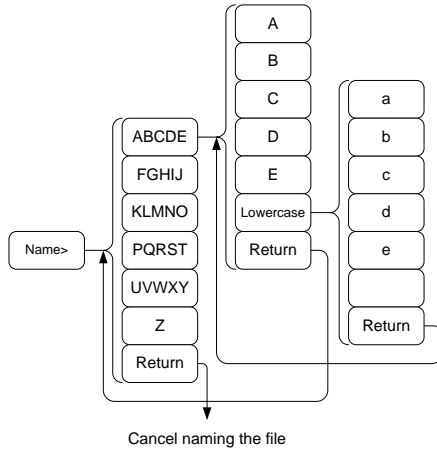 Name>
ABCDE
FGHIJ
KLMNO
PQRST
UVWXY
Z
Return
A
B
C
D
E
Lowercase
Return
a
b
c
d
e
Return
Cancel naming the file